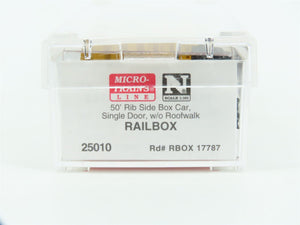 MICRO-
TRAINS®
LINE
N
SCALE 1:160
50' Rib Side Box Car,
Single Door, w/o Roofwalk
RAILBOX
25010 Rd# RBOX 17787